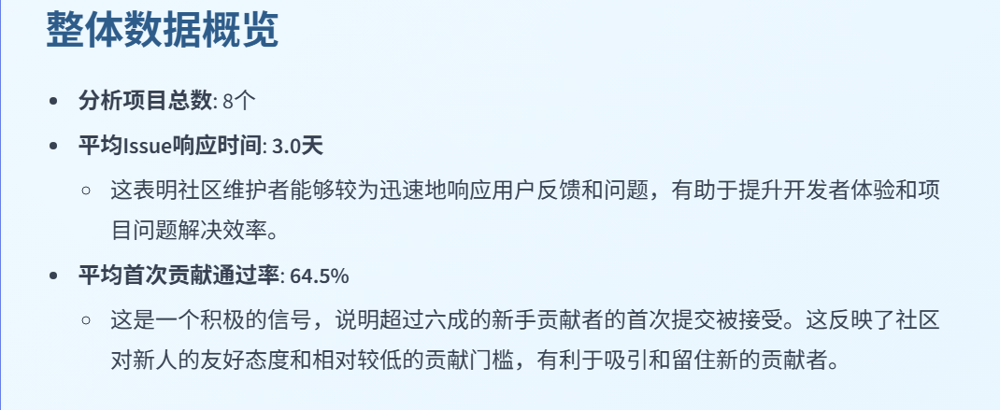 整体数据概览
• 分析项目总数: 8个
• 平均Issue响应时间: 3.0天
◦ 这表明社区维护者能够较为迅速地响应用户反馈和问题，有助于提升开发者体验和项
目问题解决效率。
• 平均首次贡献通过率: 64.5%
◦ 这是一个积极的信号，说明超过六成的新手贡献者的首次提交被接受。这反映了社区
对新人的友好态度和相对较低的贡献门槛，有利于吸引和留住新的贡献者。